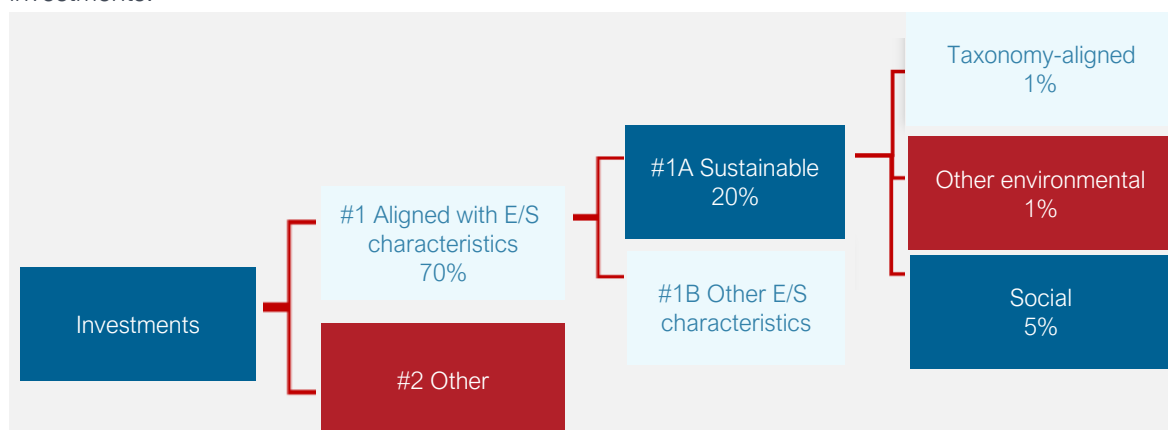 Investments
#1 Aligned with E/S
characteristics
70%
#2 Other
#1A Sustainable
20%
#1B Other E/S
characteristics
Taxonomy-aligned
1%
Other environmental
1%
Social
5%